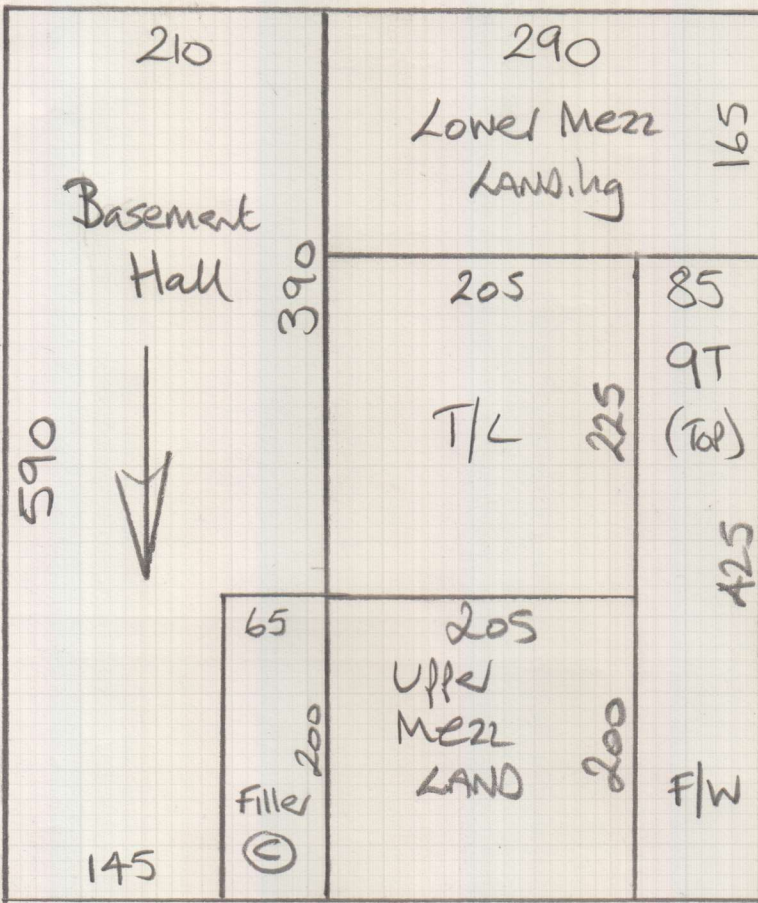 210
Basement
Hall
390
590
145
65
200
Filler
C
290
Lower Mezz
LANDing
165
205
T/L
225
85
9T
(Top)
425
F/W
205
Upper
Mezz
LAND
200